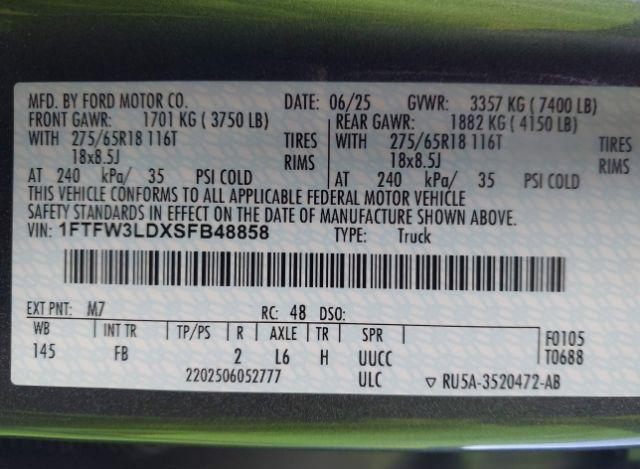 MFD. BY FORD MOTOR CO. DATE: 06/25 GVWR: 3357 KG (7400 LB)
FRONT GAWR: 1701 KG (3750 LB) REAR GAWR: 1882 KG (4150 LB)
WITH 275/65R18 116T TIRES WITH 275/65R18 116T TIRES
18x8.5J RIMS 18x8.5J RIMS
AT 240 kPa/ 35 PSI COLD AT 240 kPa/ 35 PSI COLD
THIS VEHICLE CONFORMS TO ALL APPLICABLE FEDERAL MOTOR VEHICLE
SAFETY STANDARDS IN EFFECT ON THE DATE OF MANUFACTURE SHOWN ABOVE.
VIN: 1FTFW3LDXSFB48858 TYPE: Truck
EXT PNT: M7 RC: 48 DSO:
WB INT TR TP/PS R AXLE TR SPR F0105
145 FB 2 L6 H UUCC T0688
2202506052777 ULC ▽ RU5A-3520472-AB